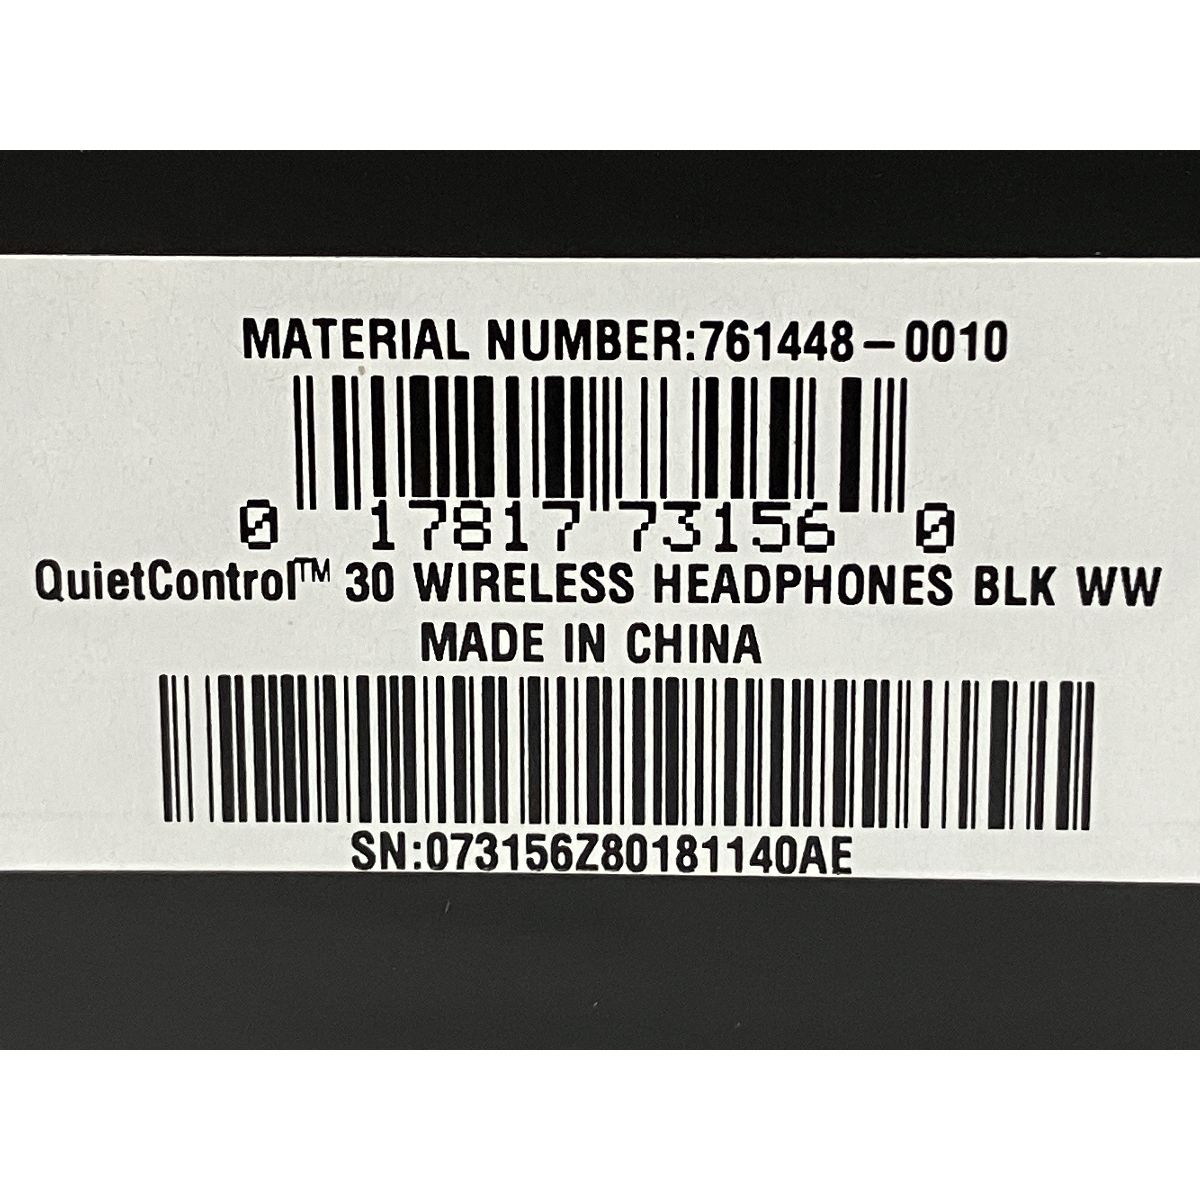 MATERIAL NUMBER:761448-0010
0 17817 73156 0
QuietControl™ 30 WIRELESS HEADPHONES BLK WW
MADE IN CHINA
SN:073156Z80181140AE